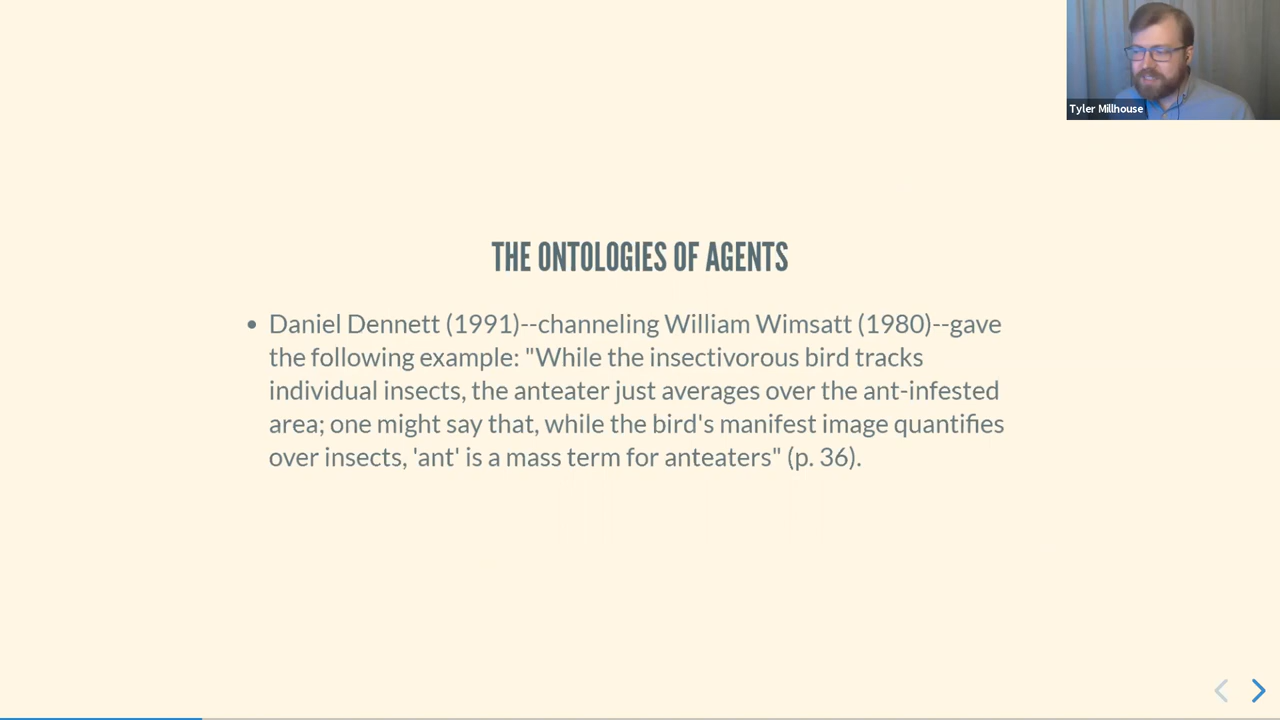 Tyler Millhouse
THE ONTOLOGIES OF AGENTS
• Daniel Dennett (1991)--channeling William Wimsatt (1980)--gave
the following example: "While the insectivorous bird tracks
individual insects, the anteater just averages over the ant-infested
area; one might say that, while the bird's manifest image quantifies
over insects, 'ant' is a mass term for anteaters" (p. 36).